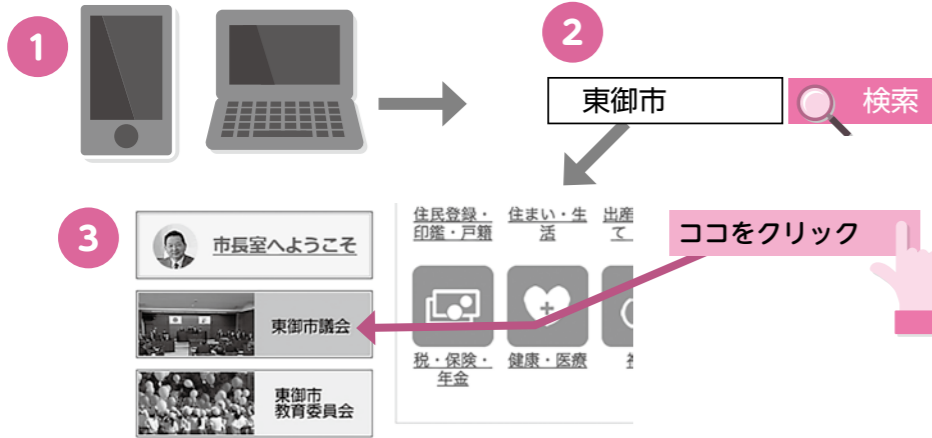 1
2
東御市
検索
3
市長室へようこそ
東御市議会
東御市
教育委員会
住民登録・
印鑑・戸籍
住まい・生
活
出産
て
税・保険・
年金
健康・医療
ココをクリック